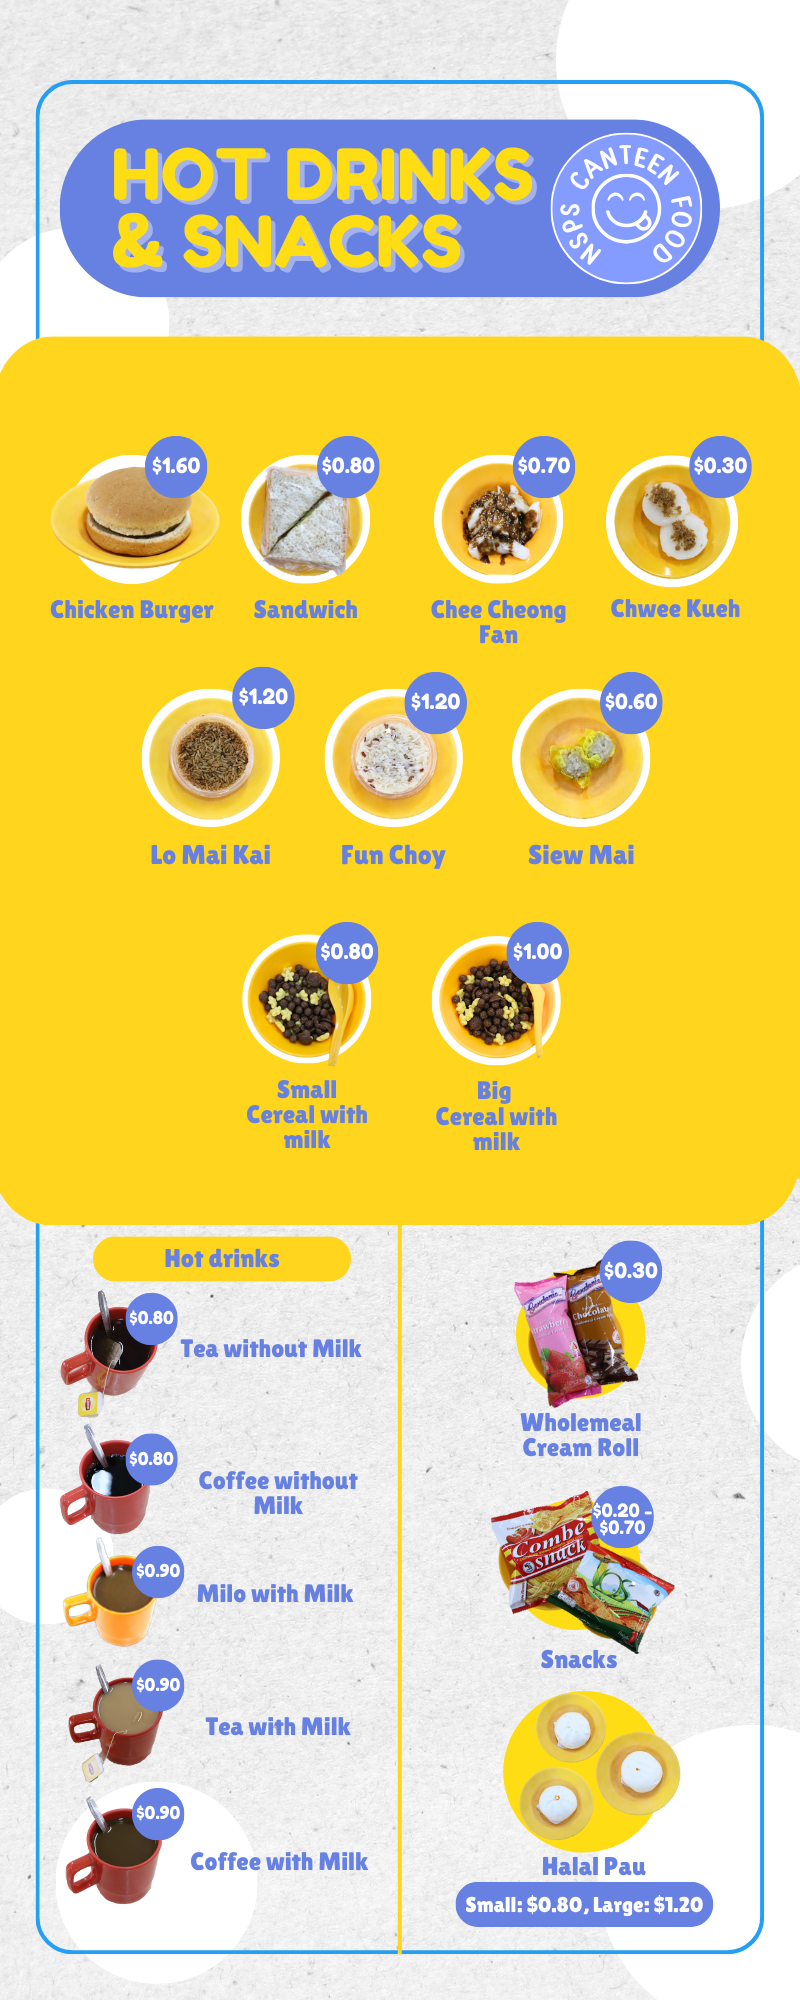 HOT DRINKS
& SNACKS
NSPS CANTEEN FOOD
$1.60
$0.80
$0.70
$0.30
Chicken Burger
Sandwich
Chee Cheong
Fan
Chwee Kueh
$1.20
$1.20
$0.60
Lo Mai Kai
Fun Choy
Siew Mai
$0.80
$1.00
Small
Cereal with
milk
Big
Cereal with
milk
Hot drinks
$0.80
Tea without Milk
$0.80
Coffee without
Milk
$0.90
Milo with Milk
$0.90
Tea with Milk
$0.90
Coffee with Milk
$0.30
Gardenia
Chocolate
Wholemeal
Cream Roll
$0.20 -
$0.70
Combe
snack
Snacks
Halal Pau
Small: $0.80, Large: $1.20